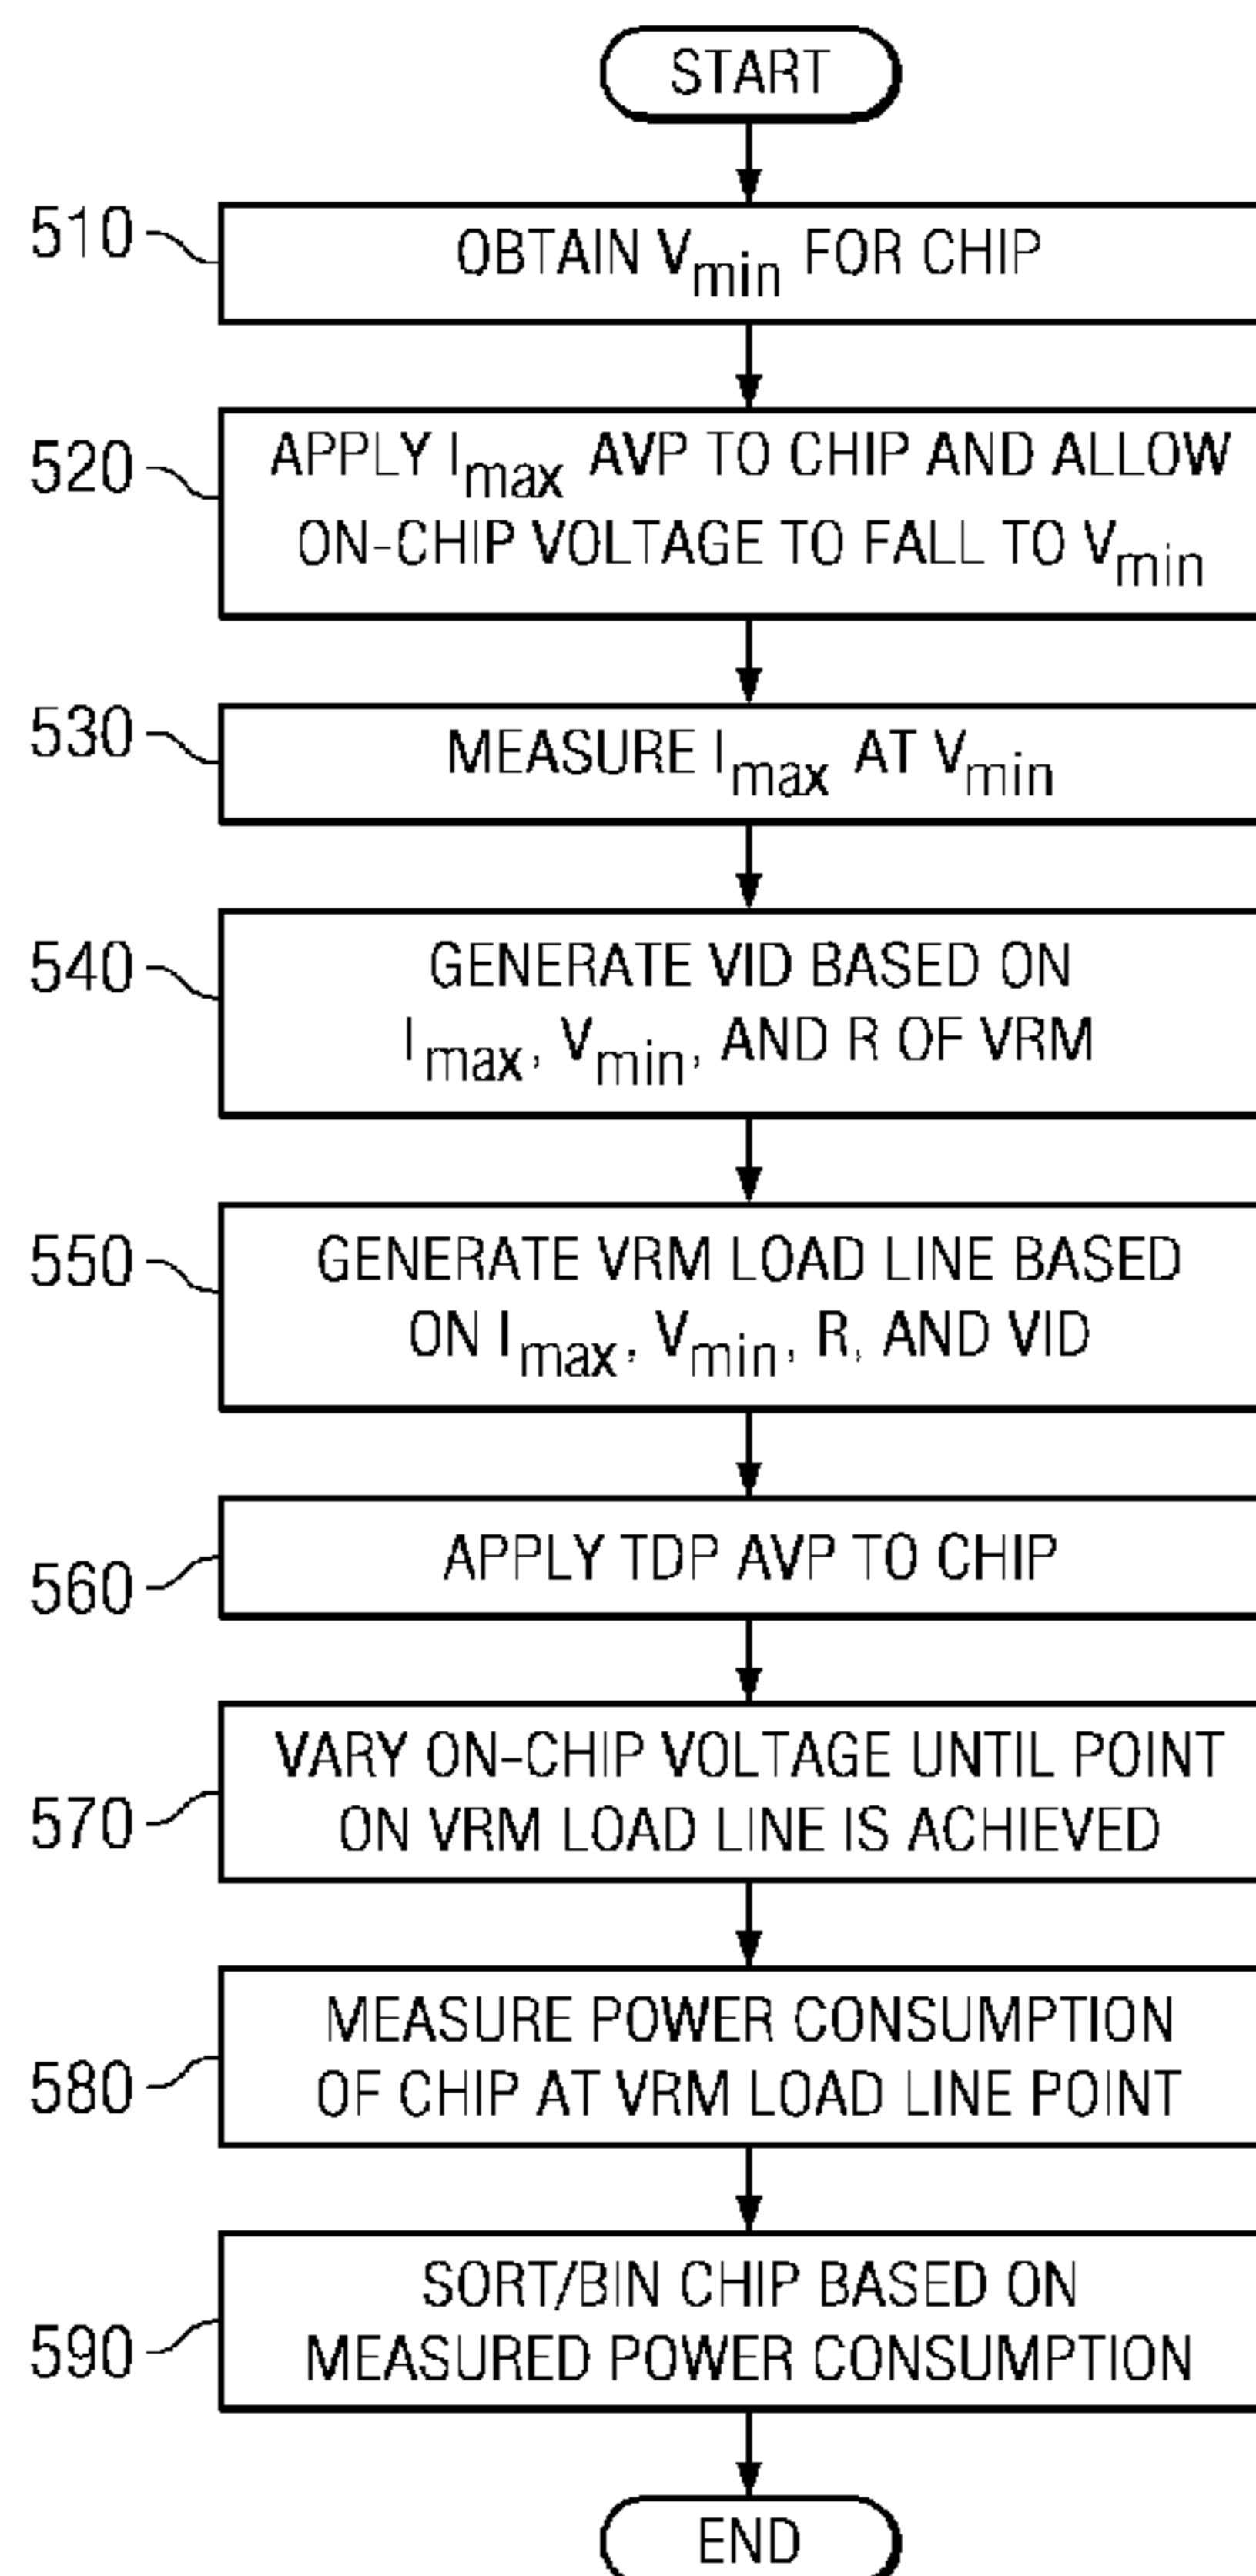 START
510
OBTAIN Vmin FOR CHIP
520
APPLY Imax AVP TO CHIP AND ALLOW
ON-CHIP VOLTAGE TO FALL TO Vmin
530
MEASURE Imax AT Vmin
540
GENERATE VID BASED ON
Imax, Vmin, AND R OF VRM
550
GENERATE VRM LOAD LINE BASED
ON Imax, Vmin, R, AND VID
560
APPLY TDP AVP TO CHIP
570
VARY ON-CHIP VOLTAGE UNTIL POINT
ON VRM LOAD LINE IS ACHIEVED
580
MEASURE POWER CONSUMPTION
OF CHIP AT VRM LOAD LINE POINT
590
SORT/BIN CHIP BASED ON
MEASURED POWER CONSUMPTION
END